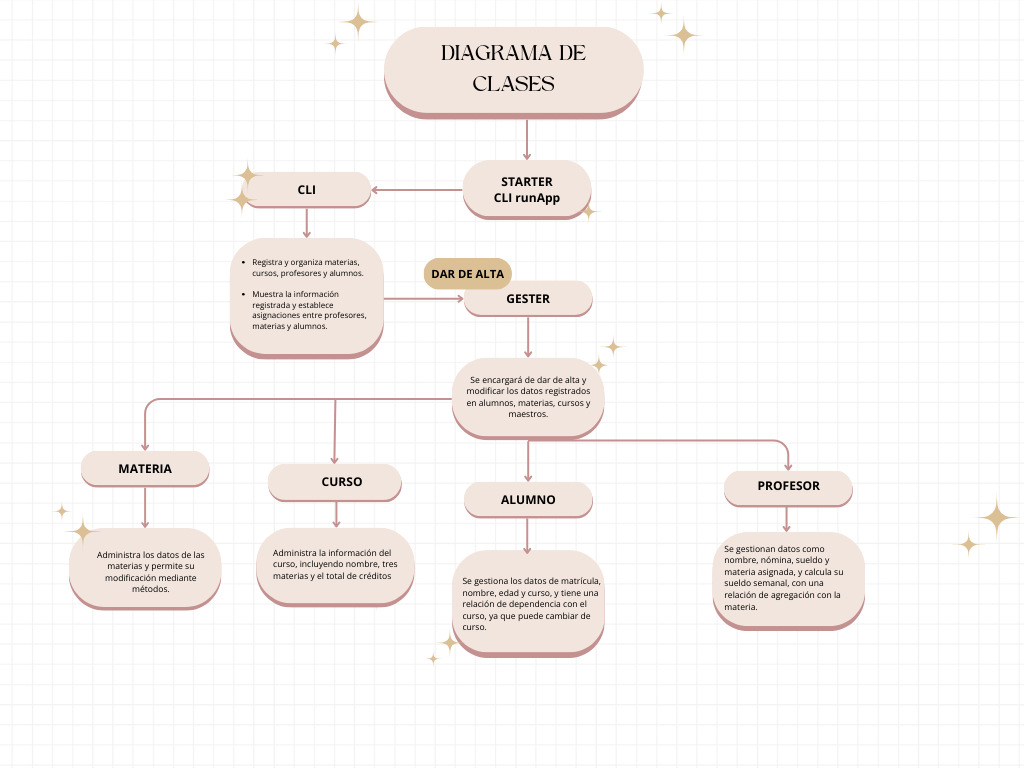 DIAGRAMA DE
CLASES
STARTER
CLI runApp
CLI
• Registra y organiza materias,
cursos, profesores y alumnos.
• Muestra la información
registrada y establece
asignaciones entre profesores,
materias y alumnos.
DAR DE ALTA
GESTER
Se encargará de dar de alta y
modificar los datos registrados
en alumnos, materias, cursos y
maestros.
MATERIA
Administra los datos de las
materias y permite su
modificación mediante
métodos.
CURSO
Administra la información del
curso, incluyendo nombre, tres
materias y el total de créditos
ALUMNO
Se gestiona los datos de matrícula,
nombre, edad y curso, y tiene una
relación de dependencia con el
curso, ya que puede cambiar de
curso.
PROFESOR
Se gestionan datos como
nombre, nómina, sueldo y
materia asignada, y calcula su
sueldo semanal, con una
relación de agregación con la
materia.